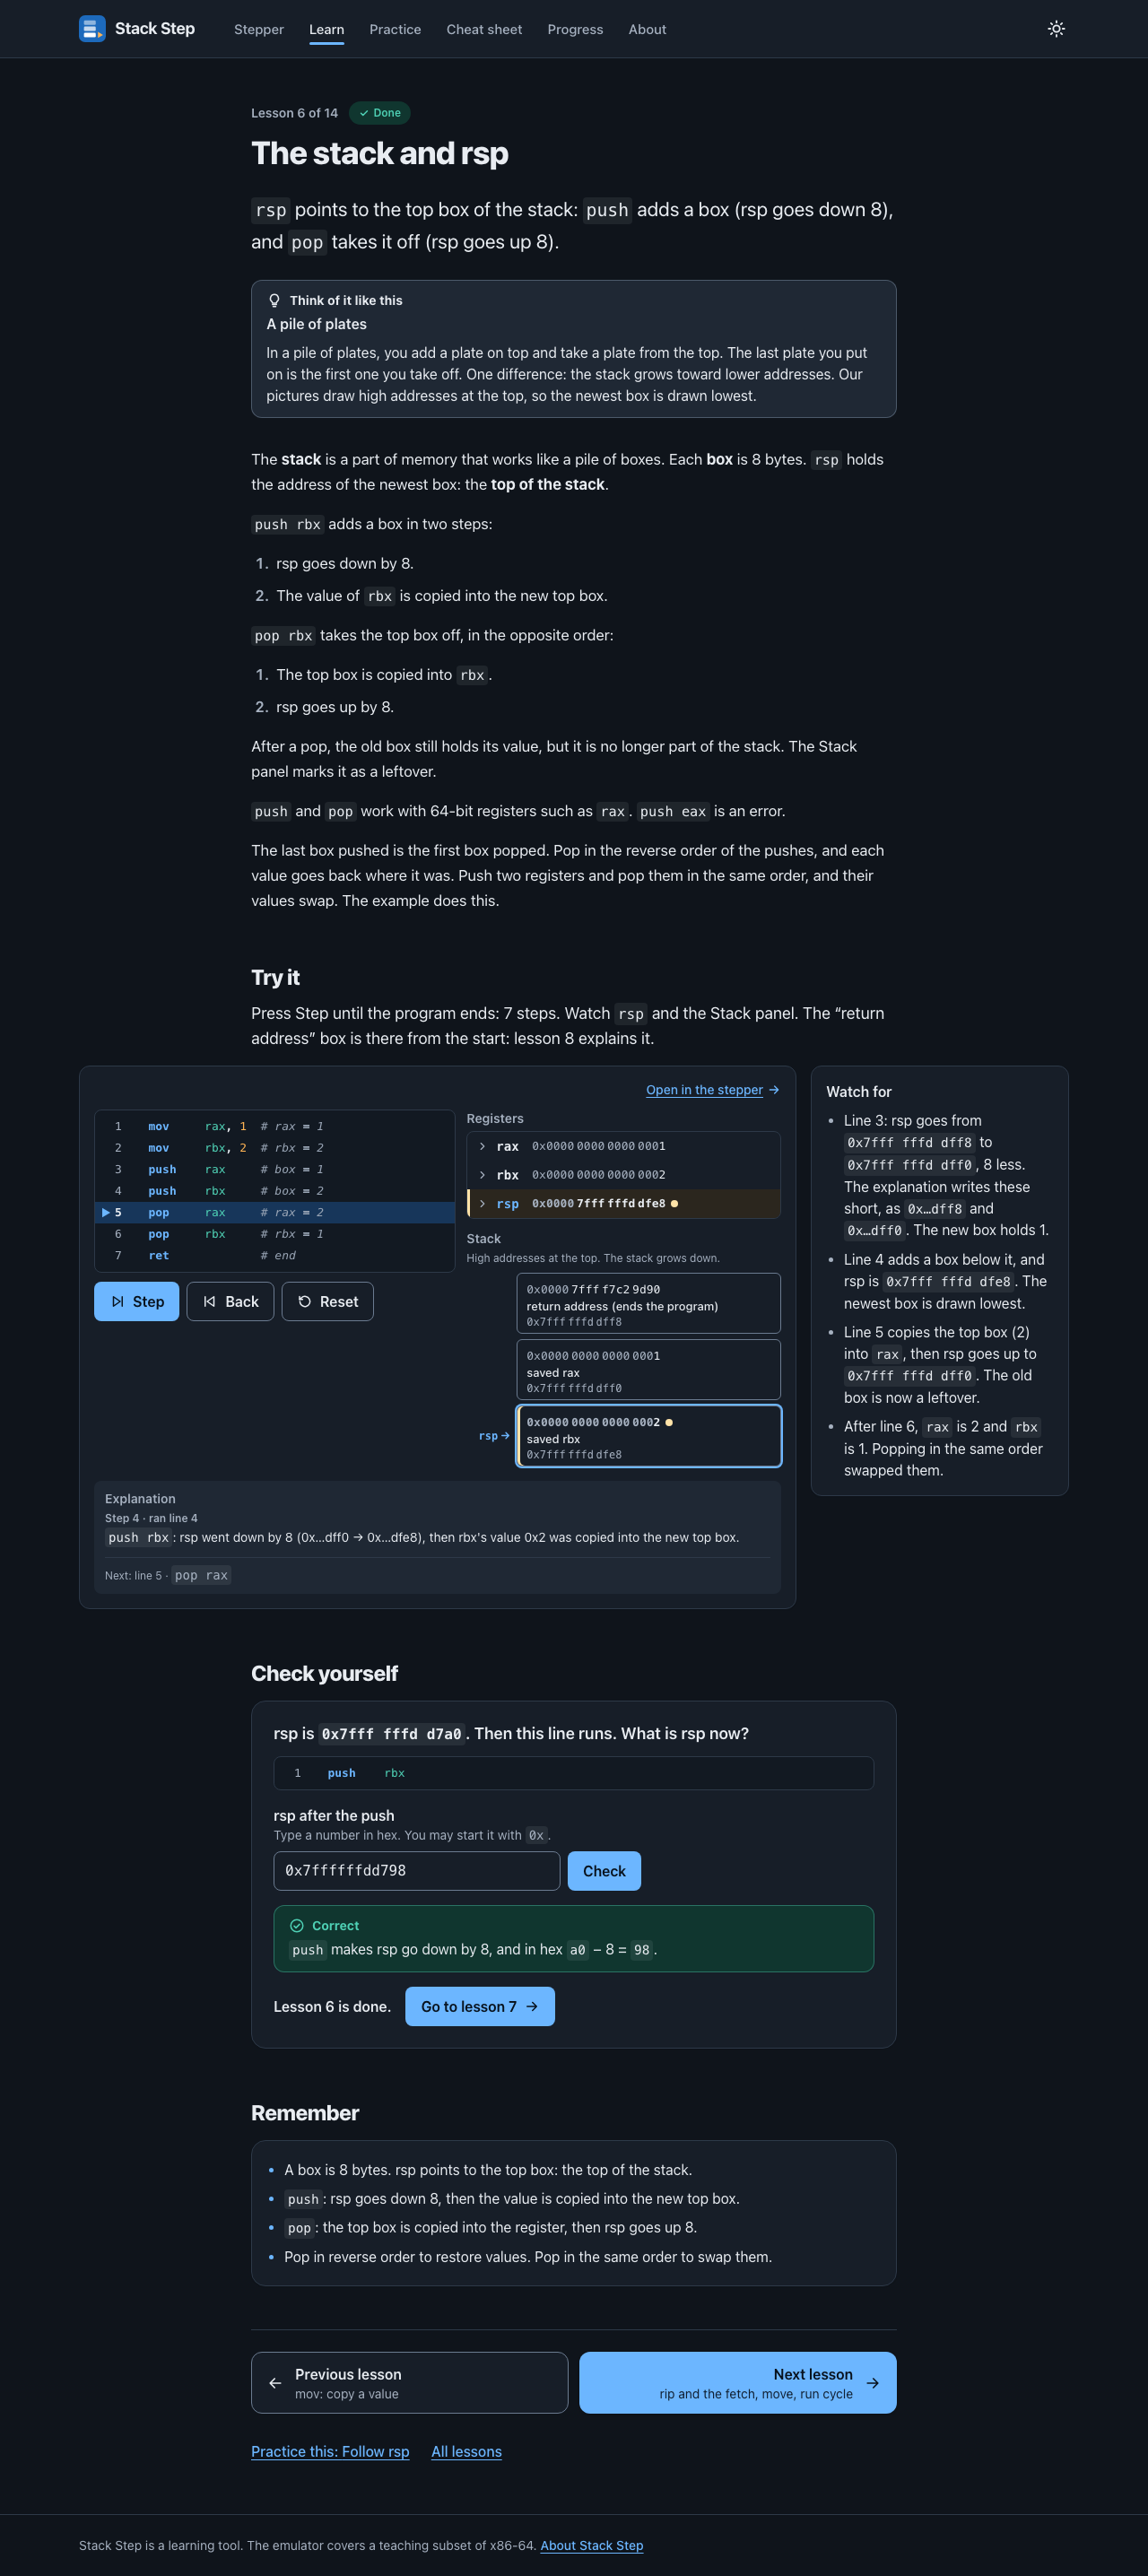 Stack Step
Stepper
Learn
Practice
Cheat sheet
Progress
About
Lesson 6 of 14
Done
The stack and rsp
rsp points to the top box of the stack: push adds a box (rsp goes down 8),
and pop takes it off (rsp goes up 8).
Think of it like this
A pile of plates
In a pile of plates, you add a plate on top and take a plate from the top. The last plate you put
on is the first one you take off. One difference: the stack grows toward lower addresses. Our
pictures draw high addresses at the top, so the newest box is drawn lowest.
The stack is a part of memory that works like a pile of boxes. Each box is 8 bytes. rsp holds
the address of the newest box: the top of the stack.
push rbx adds a box in two steps:
1. rsp goes down by 8.
2. The value of rbx is copied into the new top box.
pop rbx takes the top box off, in the opposite order:
1. The top box is copied into rbx.
2. rsp goes up by 8.
After a pop, the old box still holds its value, but it is no longer part of the stack. The Stack
panel marks it as a leftover.
push and pop work with 64-bit registers such as rax. push eax is an error.
The last box pushed is the first box popped. Pop in the reverse order of the pushes, and each
value goes back where it was. Push two registers and pop them in the same order, and their
values swap. The example does this.
Try it
Press Step until the program ends: 7 steps. Watch rsp and the Stack panel. The “return
address” box is there from the start: lesson 8 explains it.
Open in the stepper →
1 mov rax, 1 # rax = 1
2 mov rbx, 2 # rbx = 2
3 push rax # box = 1
4 push rbx # box = 2
5 pop rax # rax = 2
6 pop rbx # rbx = 1
7 ret # end
Step
Back
Reset
Registers
rax 0x0000 0000 0000 0001
rbx 0x0000 0000 0000 0002
rsp 0x0000 7fff fffd dfe8
Stack
High addresses at the top. The stack grows down.
0x0000 7fff f7c2 9d90
return address (ends the program)
0x7fff fffd dff8
0x0000 0000 0000 0001
saved rax
0x7fff fffd dff0
rsp →
0x0000 0000 0000 0002
saved rbx
0x7fff fffd dfe8
Explanation
Step 4 · ran line 4
push rbx: rsp went down by 8 (0x…dff0 → 0x…dfe8), then rbx's value 0x2 was copied into the new top box.
Next: line 5 · pop rax
Watch for
Line 3: rsp goes from
0x7fff fffd dff8 to
0x7fff fffd dff0, 8 less.
The explanation writes these
short, as 0x…dff8 and
0x…dff0. The new box holds 1.
Line 4 adds a box below it, and
rsp is 0x7fff fffd dfe8. The
newest box is drawn lowest.
Line 5 copies the top box (2)
into rax, then rsp goes up to
0x7fff fffd dff0. The old
box is now a leftover.
After line 6, rax is 2 and rbx
is 1. Popping in the same order
swapped them.
Check yourself
rsp is 0x7fff fffd d7a0. Then this line runs. What is rsp now?
1 push rbx
rsp after the push
Type a number in hex. You may start it with 0x.
0x7ffffffdd798
Check
Correct
push makes rsp go down by 8, and in hex a0 − 8 = 98.
Lesson 6 is done.
Go to lesson 7 →
Remember
A box is 8 bytes. rsp points to the top box: the top of the stack.
push: rsp goes down 8, then the value is copied into the new top box.
pop: the top box is copied into the register, then rsp goes up 8.
Pop in reverse order to restore values. Pop in the same order to swap them.
← Previous lesson
mov: copy a value
Next lesson →
rip and the fetch, move, run cycle
Practice this: Follow rsp
All lessons
Stack Step is a learning tool. The emulator covers a teaching subset of x86-64. About Stack Step